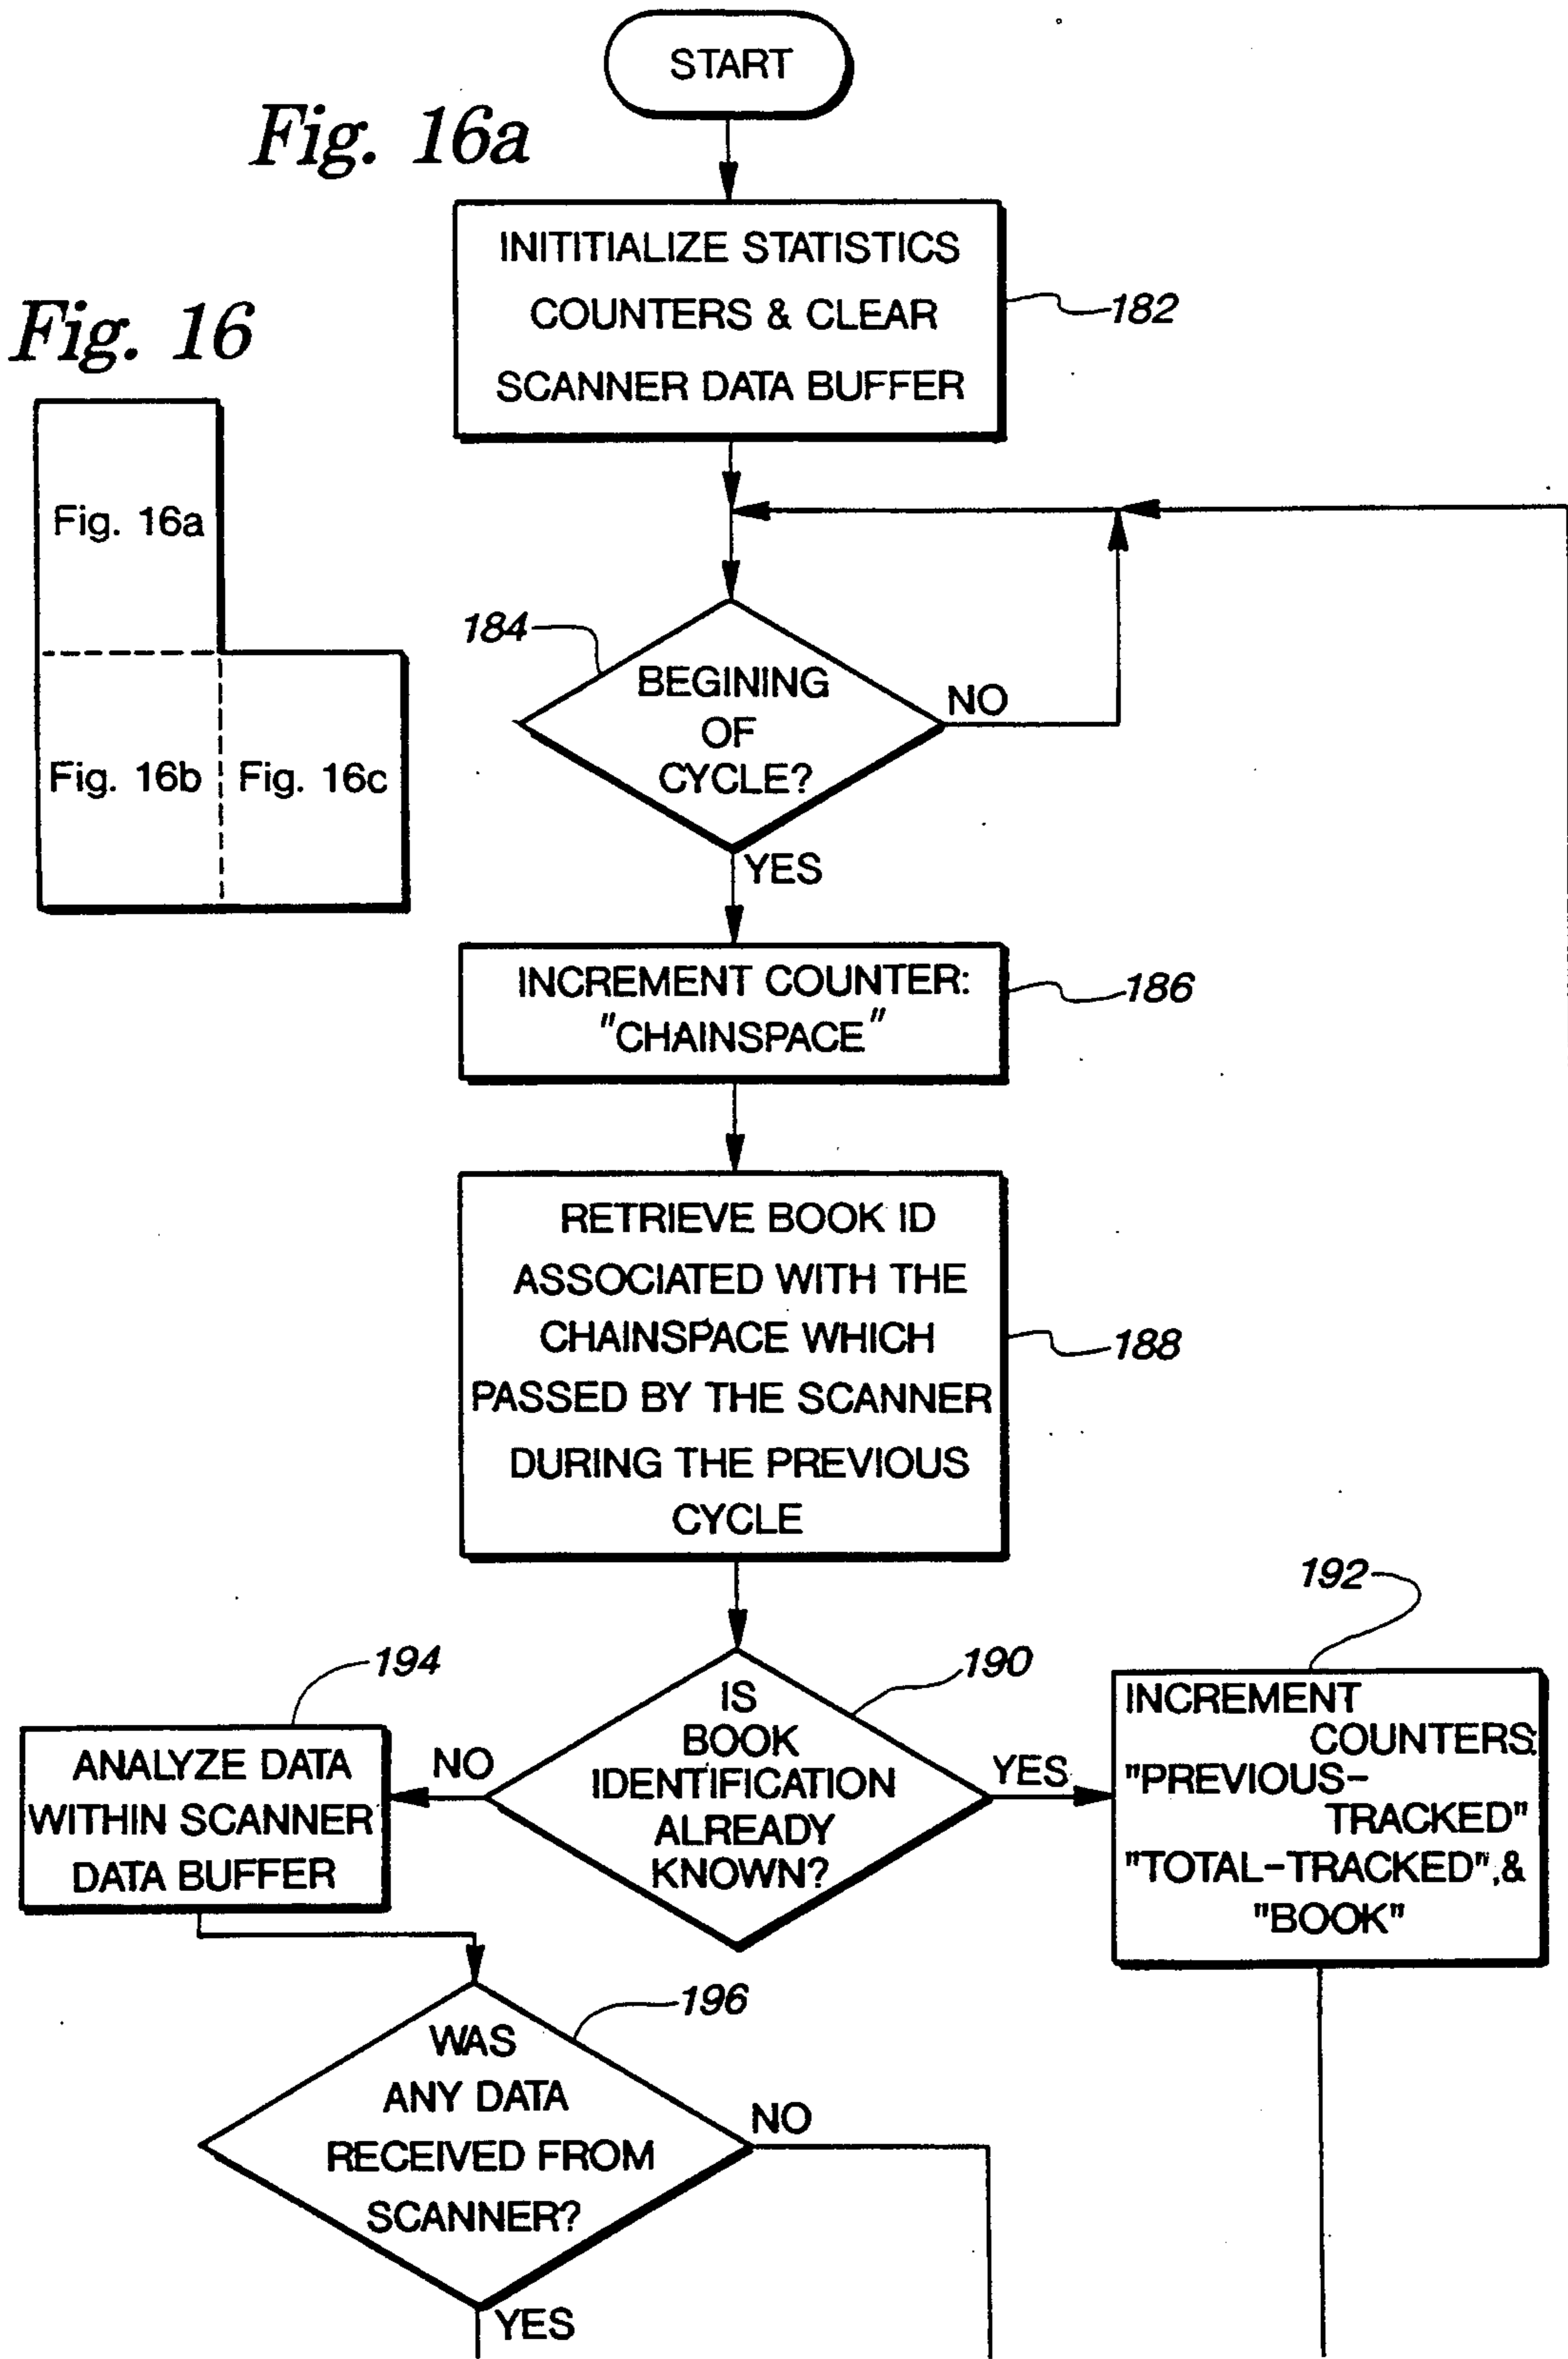 START
Fig. 16a
INITITIALIZE STATISTICS
COUNTERS & CLEAR
SCANNER DATA BUFFER
182
Fig. 16
Fig. 16a
Fig. 16b
Fig. 16c
184
BEGINING
OF
CYCLE?
NO
YES
INCREMENT COUNTER:
"CHAINSPACE"
186
RETRIEVE BOOK ID
ASSOCIATED WITH THE
CHAINSPACE WHICH
PASSED BY THE SCANNER
DURING THE PREVIOUS
CYCLE
188
190
IS
BOOK
IDENTIFICATION
ALREADY
KNOWN?
NO
YES
192
INCREMENT
COUNTERS:
"PREVIOUS-
TRACKED"
"TOTAL-TRACKED",&
"BOOK"
194
ANALYZE DATA
WITHIN SCANNER
DATA BUFFER
196
WAS
ANY DATA
RECEIVED FROM
SCANNER?
NO
YES